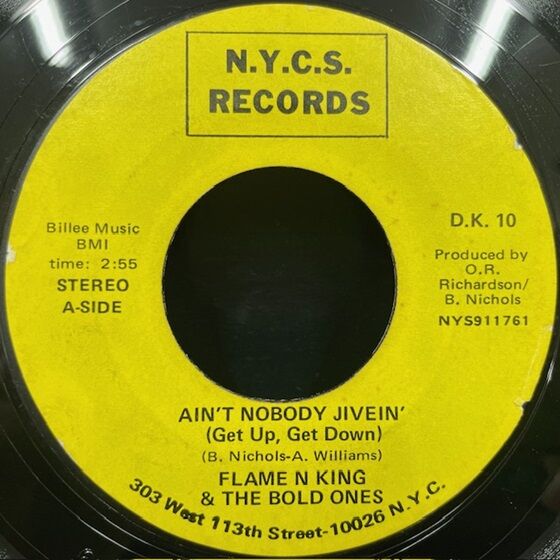 N.Y.C.S.
RECORDS
Billee Music
BMI
time: 2:55
STEREO
A-SIDE
D.K. 10
Produced by
O.R.
Richardson/
B. Nichols
NYS911761
AIN'T NOBODY JIVEIN'
(Get Up, Get Down)
(B. Nichols-A. Williams)
FLAME N KING
& THE BOLD ONES
303 West 113th Street-10026 N.Y.C.